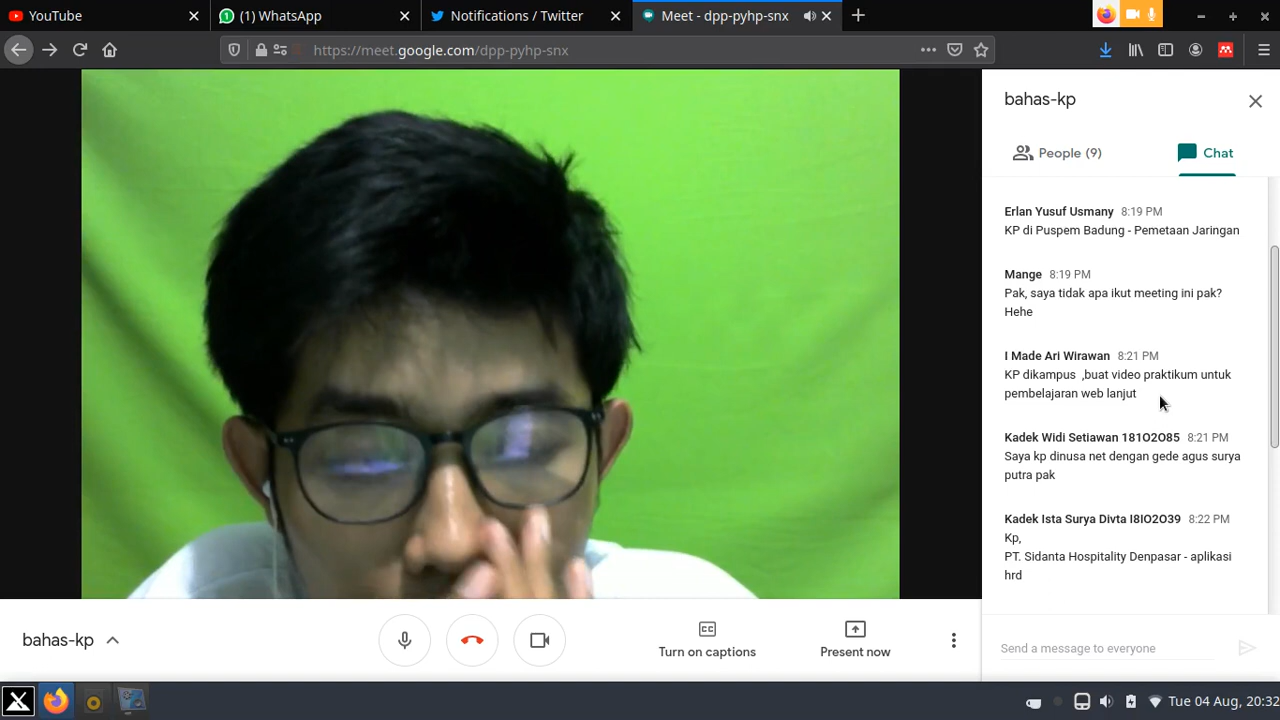 YouTube
(1) WhatsApp
Notifications / Twitter
Meet - dpp-pyhp-snx
https://meet.google.com/dpp-pyhp-snx
bahas-kp
People (9)
Chat
Erlan Yusuf Usmany 8:19 PM
KP di Puspem Badung - Pemetaan Jaringan
Mange 8:19 PM
Pak, saya tidak apa ikut meeting ini pak?
Hehe
I Made Ari Wirawan 8:21 PM
KP dikampus ,buat video praktikum untuk
pembelajaran web lanjut
Kadek Widi Setiawan 181O2O85 8:21 PM
Saya kp dinusa net dengan gede agus surya
putra pak
Kadek Ista Surya Divta I8IO2O39 8:22 PM
Kp,
PT. Sidanta Hospitality Denpasar - aplikasi
hrd
bahas-kp
CC
Turn on captions
Present now
Send a message to everyone
Tue 04 Aug, 20:32